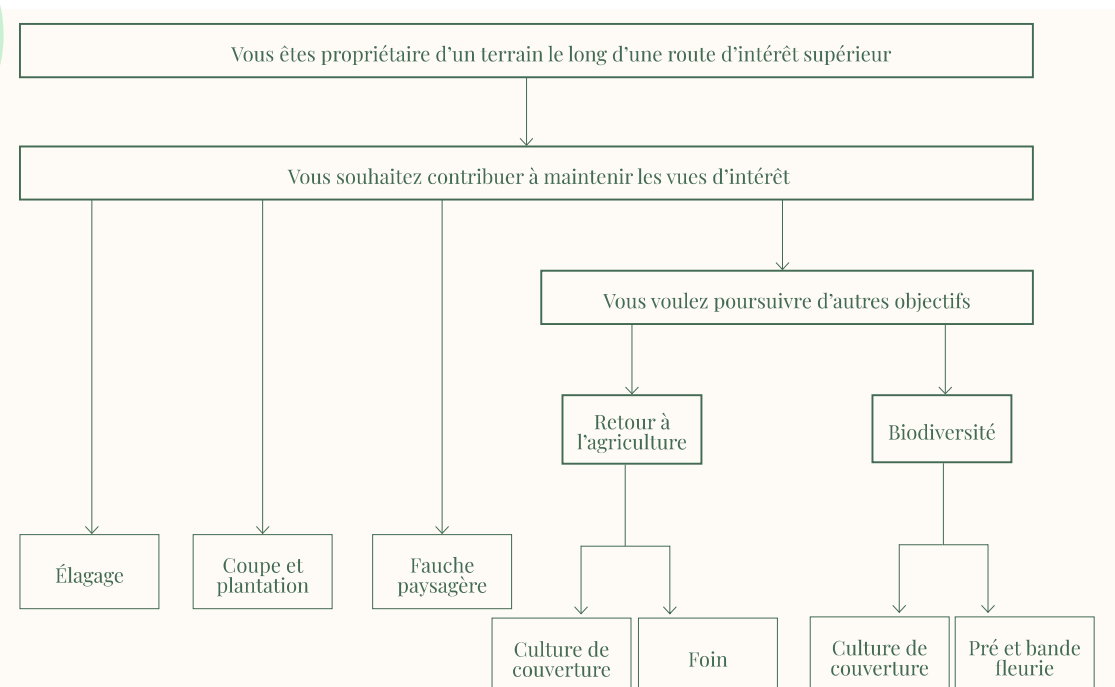 Vous êtes propriétaire d’un terrain le long d’une route d’intérêt supérieur
Vous souhaitez contribuer à maintenir les vues d’intérêt
Vous voulez poursuivre d’autres objectifs
Retour à
l’agriculture
Biodiversité
Élagage
Coupe et
plantation
Fauche
paysagère
Culture de
couverture
Foin
Culture de
couverture
Pré et bande
fleurie